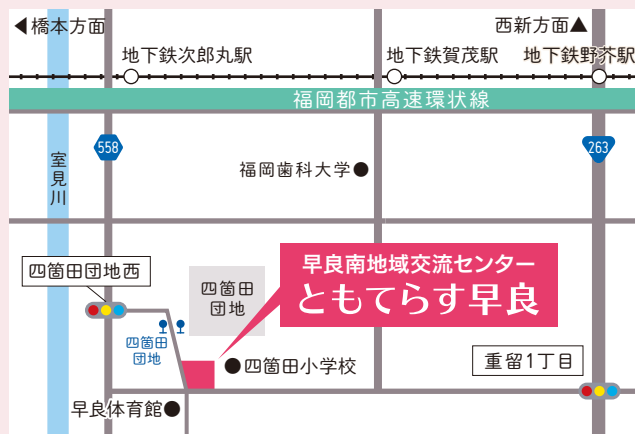 ◀橋本方面
西新方面▲
地下鉄次郎丸駅
地下鉄賀茂駅
地下鉄野芥駅
福岡都市高速環状線
558
263
室見川
福岡歯科大学●
四箇田団地西
四箇田
団地
早良南地域交流センター
ともてらす早良
四箇田
団地
●四箇田小学校
重留1丁目
早良体育館●